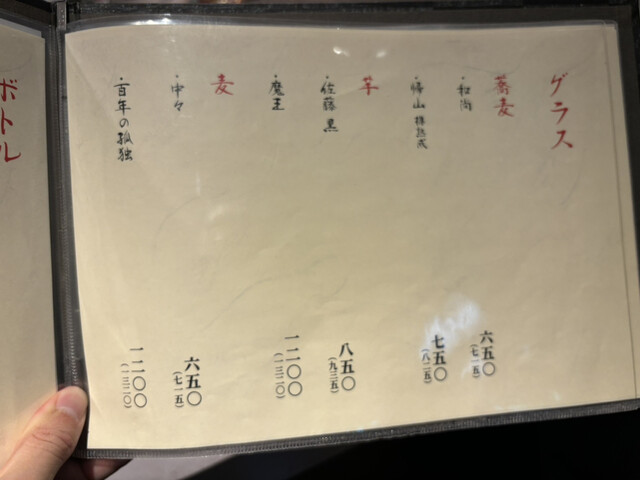 グラス
蕎麦
・和尚 六五〇
(七一五)
・帰山 樽熟成 七五〇
(八二五)
芋
・佐藤 黒 八五〇
(九三五)
・魔王 一二〇〇
(一三二〇)
麦
・中々 六五〇
(七一五)
・百年の孤独 一二〇〇
(一三二〇)
ボトル